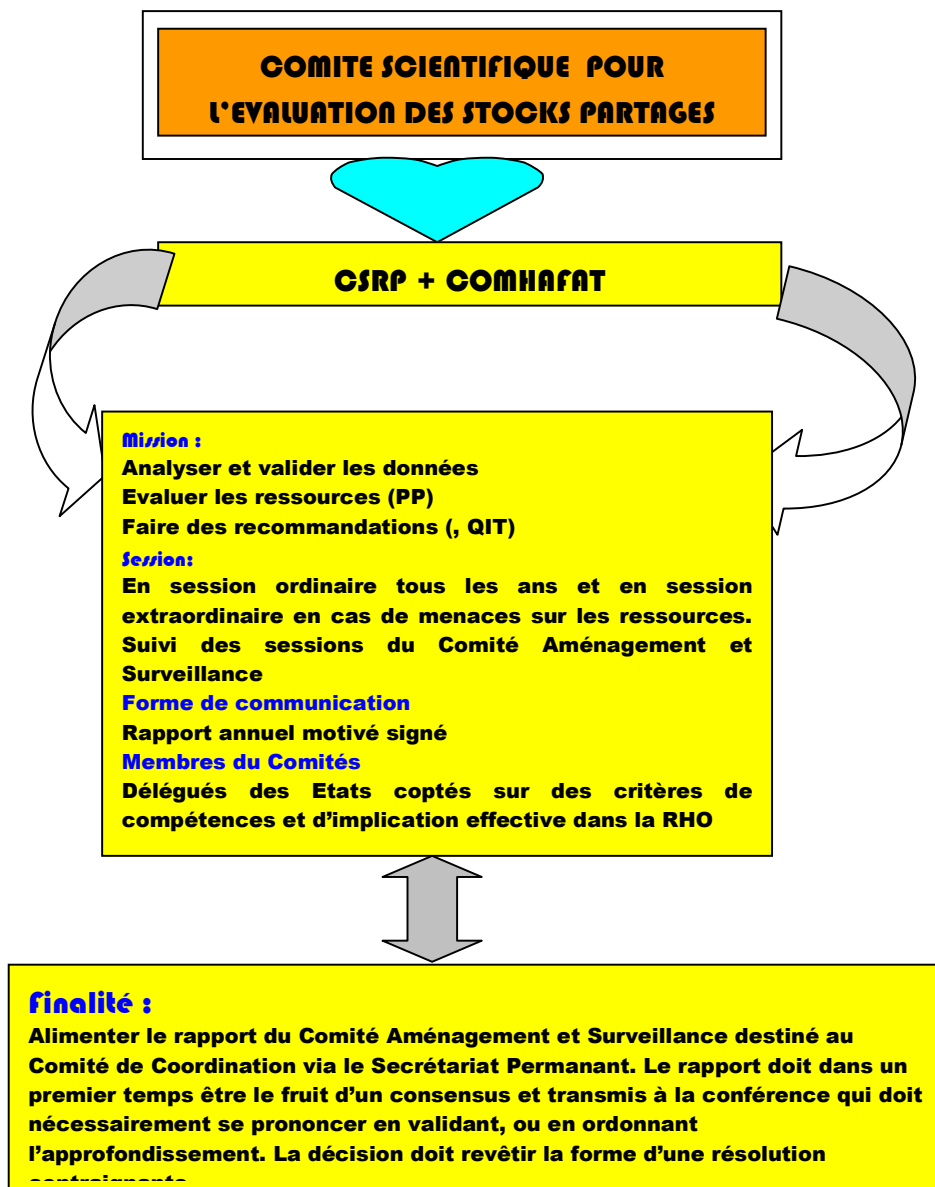 COMITE SCIENTIFIQUE POUR
L'EVALUATION DES STOCKS PARTAGES
CSRP + COMHAFAT
Mission :
Analyser et valider les données
Evaluer les ressources (PP)
Faire des recommandations (, QIT)
Session:
En session ordinaire tous les ans et en session
extraordinaire en cas de menaces sur les ressources.
Suivi des sessions du Comité Aménagement et
Surveillance
Forme de communication
Rapport annuel motivé signé
Membres du Comités
Délégués des Etats coptés sur des critères de
compétences et d'implication effective dans la RHO
Finalité :
Alimenter le rapport du Comité Aménagement et Surveillance destiné au
Comité de Coordination via le Secrétariat Permanant. Le rapport doit dans un
premier temps être le fruit d'un consensus et transmis à la conférence qui doit
nécessairement se prononcer en validant, ou en ordonnant
l'approfondissement. La décision doit revêtir la forme d'une résolution